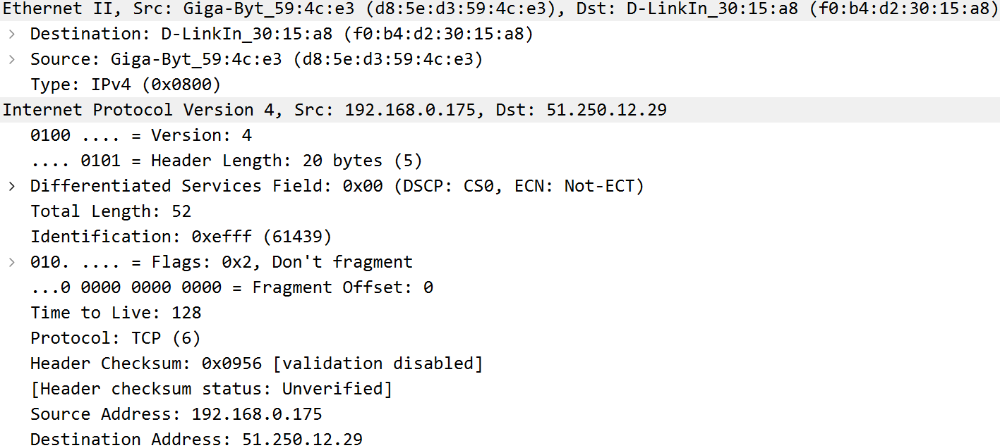 Ethernet II, Src: Giga-Byt_59:4c:e3 (d8:5e:d3:59:4c:e3), Dst: D-LinkIn_30:15:a8 (f0:b4:d2:30:15:a8)
Destination: D-LinkIn_30:15:a8 (f0:b4:d2:30:15:a8)
Source: Giga-Byt_59:4c:e3 (d8:5e:d3:59:4c:e3)
Type: IPv4 (0x0800)
Internet Protocol Version 4, Src: 192.168.0.175, Dst: 51.250.12.29
0100 .... = Version: 4
.... 0101 = Header Length: 20 bytes (5)
Differentiated Services Field: 0x00 (DSCP: CS0, ECN: Not-ECT)
Total Length: 52
Identification: 0xefff (61439)
010. .... = Flags: 0x2, Don't fragment
...0 0000 0000 0000 = Fragment Offset: 0
Time to Live: 128
Protocol: TCP (6)
Header Checksum: 0x0956 [validation disabled]
[Header checksum status: Unverified]
Source Address: 192.168.0.175
Destination Address: 51.250.12.29